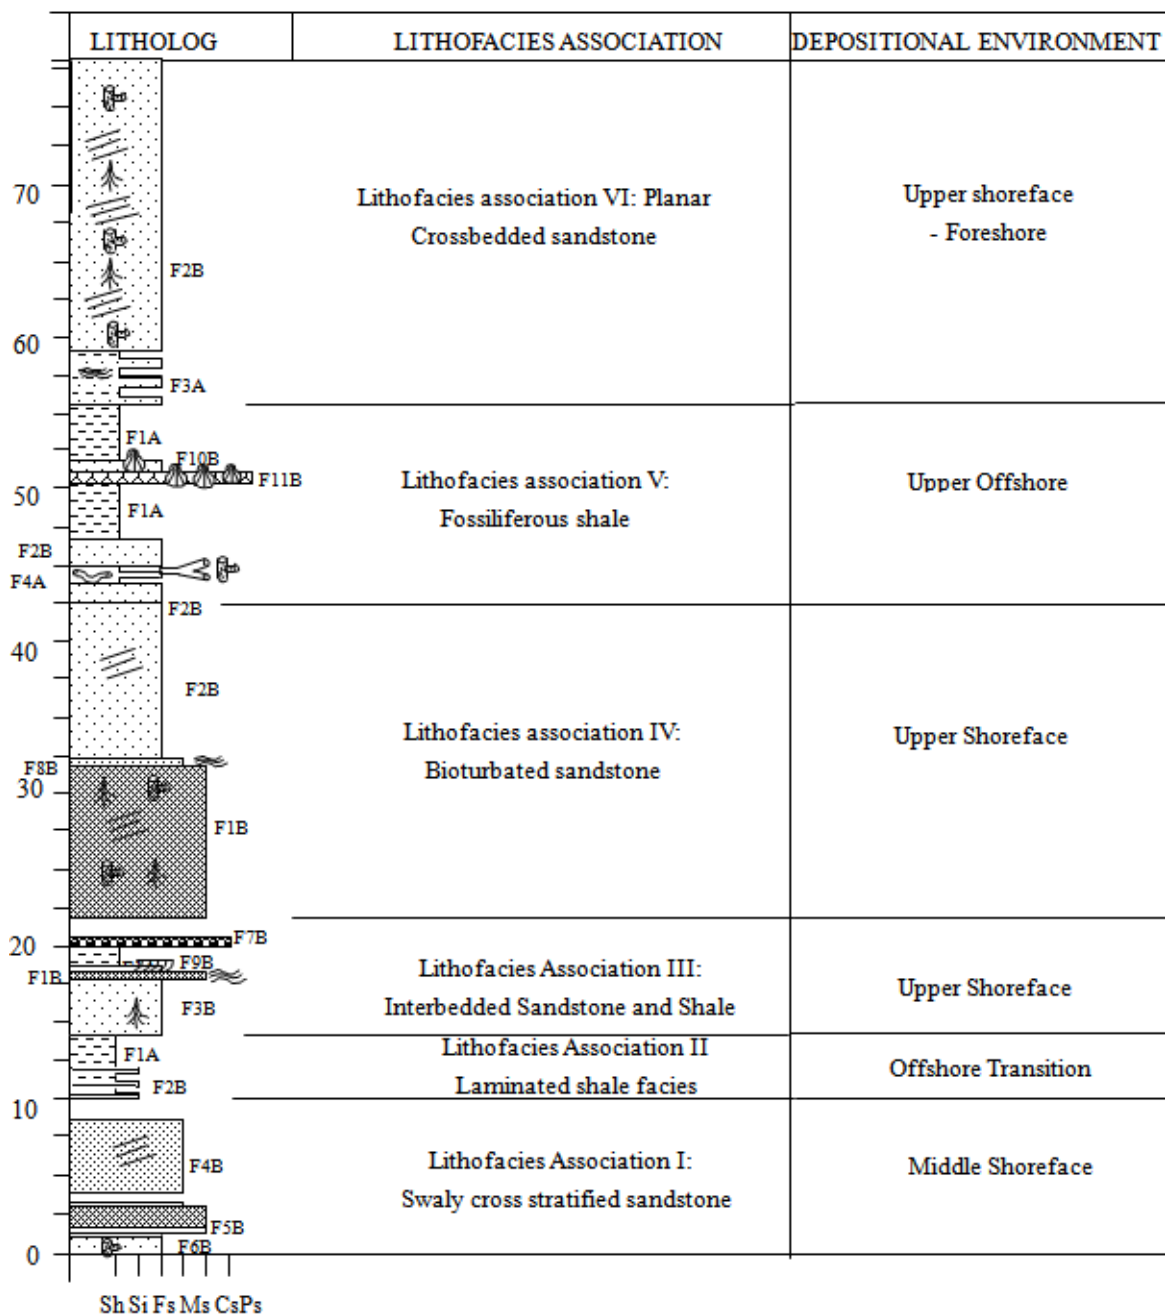 LITHOLOG LITHOFACIES ASSOCIATION DEPOSITIONAL ENVIRONMENT
70
Lithofacies association VI: Planar
Crossbedded sandstone
Upper shoreface
- Foreshore
F2B
60
F3A
F1A
F10B
F11B
50
Lithofacies association V:
Fossiliferous shale
Upper Offshore
F1A
F2B
F4A
F2B
40
F2B
Lithofacies association IV:
Bioturbated sandstone
Upper Shoreface
F8B
30
F1B
F7B
20
F9B
F1B
Lithofacies Association III:
Interbedded Sandstone and Shale
Upper Shoreface
F3B
F1A
Lithofacies Association II
Laminated shale facies
Offshore Transition
F2B
10
F4B
Lithofacies Association I:
Swaly cross stratified sandstone
Middle Shoreface
F5B
F6B
0
Sh Si Fs Ms Cs Ps